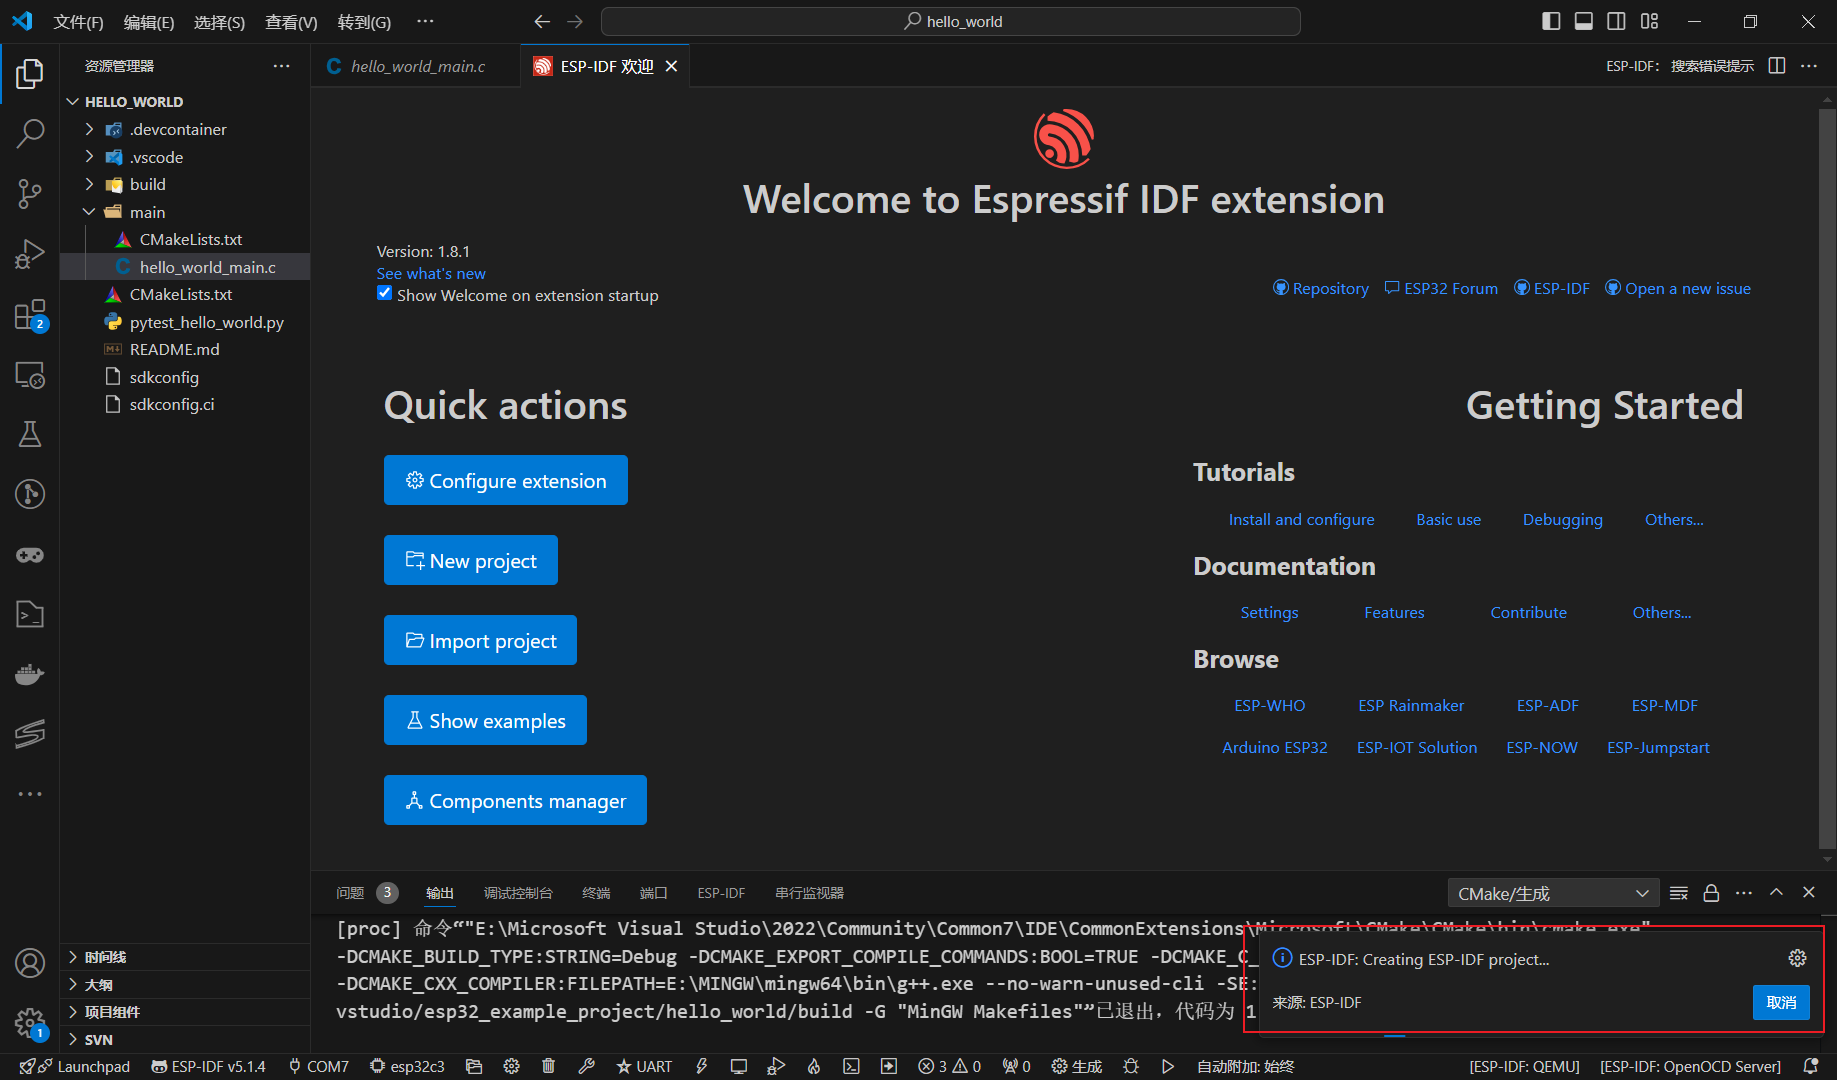 文件(F) 编辑(E) 选择(S) 查看(V) 转到(G) ··· hello_world
资源管理器 ···
HELLO_WORLD
.devcontainer
.vscode
build
main
CMakeLists.txt
hello_world_main.c
CMakeLists.txt
pytest_hello_world.py
README.md
sdkconfig
sdkconfig.ci
时间线
大纲
项目组件
SVN
2
1
hello_world_main.c ESP-IDF 欢迎 ESP-IDF: 搜索错误提示 ···
Welcome to Espressif IDF extension
Version: 1.8.1
See what's new
Show Welcome on extension startup
Repository ESP32 Forum ESP-IDF Open a new issue
Quick actions
Configure extension
New project
Import project
Show examples
Components manager
Getting Started
Tutorials
Install and configure Basic use Debugging Others...
Documentation
Settings Features Contribute Others...
Browse
ESP-WHO ESP Rainmaker ESP-ADF ESP-MDF
Arduino ESP32 ESP-IOT Solution ESP-NOW ESP-Jumpstart
问题 3 输出 调试控制台 终端 端口 ESP-IDF 串行监视器 CMake/生成 ···
[proc] 命令“"E:\Microsoft Visual Studio\2022\Community\Common7\IDE\CommonExtensions\Microsoft\CMake\CMake\bin\cmake.exe"
-DCMAKE_BUILD_TYPE:STRING=Debug -DCMAKE_EXPORT_COMPILE_COMMANDS:BOOL=TRUE -DCMAKE_C_
-DCMAKE_CXX_COMPILER:FILEPATH=E:\MINGW\mingw64\bin\g++.exe --no-warn-unused-cli -SE:
vstudio/esp32_example_project/hello_world/build -G "MinGW Makefiles"”已退出，代码为 1
ESP-IDF: Creating ESP-IDF project...
来源: ESP-IDF
取消
Launchpad ESP-IDF v5.1.4 COM7 esp32c3 UART 3 0 0 生成 自动附加: 始终 [ESP-IDF: QEMU] [ESP-IDF: OpenOCD Server]